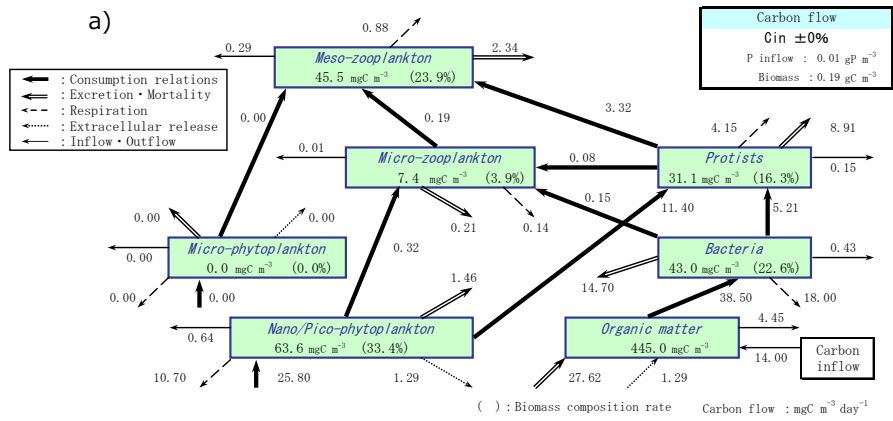 a)
Carbon flow
Cin ±0%
P inflow : 0.01 gP m⁻³
Biomass : 0.19 gC m⁻³
: Consumption relations
: Excretion・Mortality
: Respiration
: Extracellular release
: Inflow・Outflow
0.88
0.29
2.34
Meso-zooplankton
45.5 mgC m⁻³ (23.9%)
0.00
0.19
3.32
4.15
8.91
0.01
Micro-zooplankton
7.4 mgC m⁻³ (3.9%)
0.08
Protists
31.1 mgC m⁻³ (16.3%)
0.15
0.21
0.14
0.15
11.40
5.21
0.00
0.00
0.32
Micro-phytoplankton
0.0 mgC m⁻³ (0.0%)
0.00
0.00
0.00
Bacteria
43.0 mgC m⁻³ (22.6%)
0.43
1.46
14.70
38.50
18.00
0.64
Nano/Pico-phytoplankton
63.6 mgC m⁻³ (33.4%)
10.70
25.80
1.29
Organic matter
445.0 mgC m⁻³
4.45
14.00
Carbon
inflow
27.62
1.29
( ) : Biomass composition rate
Carbon flow : mgC m⁻³ day⁻¹